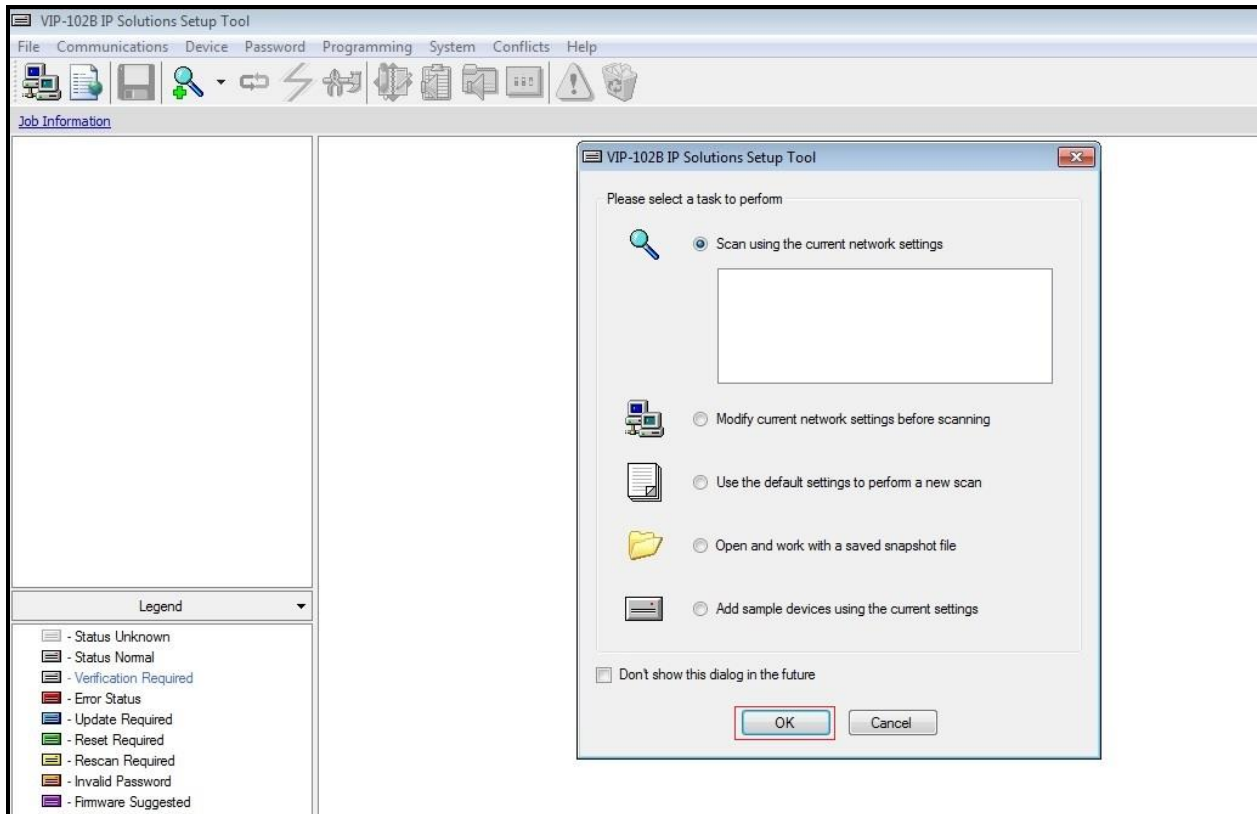 VIP-102B IP Solutions Setup Tool
File Communications Device Password Programming System Conflicts Help
Job Information
VIP-102B IP Solutions Setup Tool
Please select a task to perform
Scan using the current network settings
Modify current network settings before scanning
Use the default settings to perform a new scan
Open and work with a saved snapshot file
Add sample devices using the current settings
Don't show this dialog in the future
OK Cancel
Legend
- Status Unknown
- Status Normal
- Verification Required
- Error Status
- Update Required
- Reset Required
- Rescan Required
- Invalid Password
- Firmware Suggested